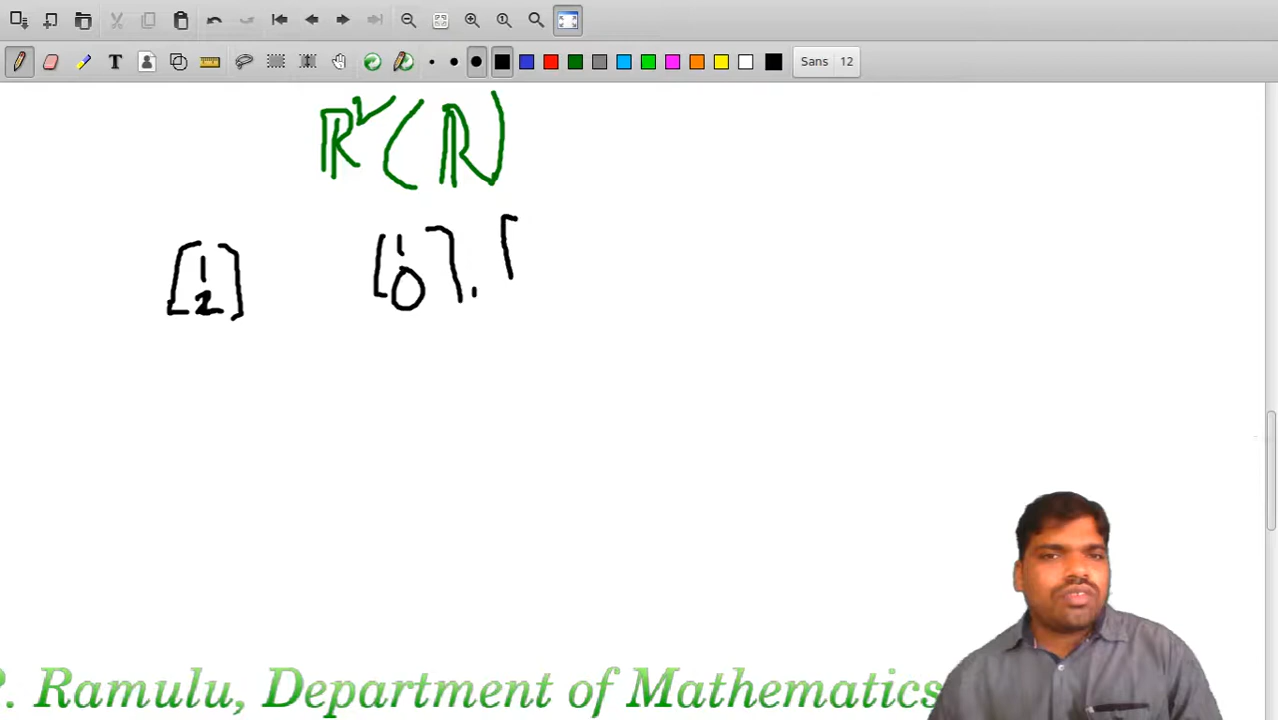 Sans 12
ℝ²(ℝ)
[1 2] [1 0], [
P. Ramulu, Department of Mathematics